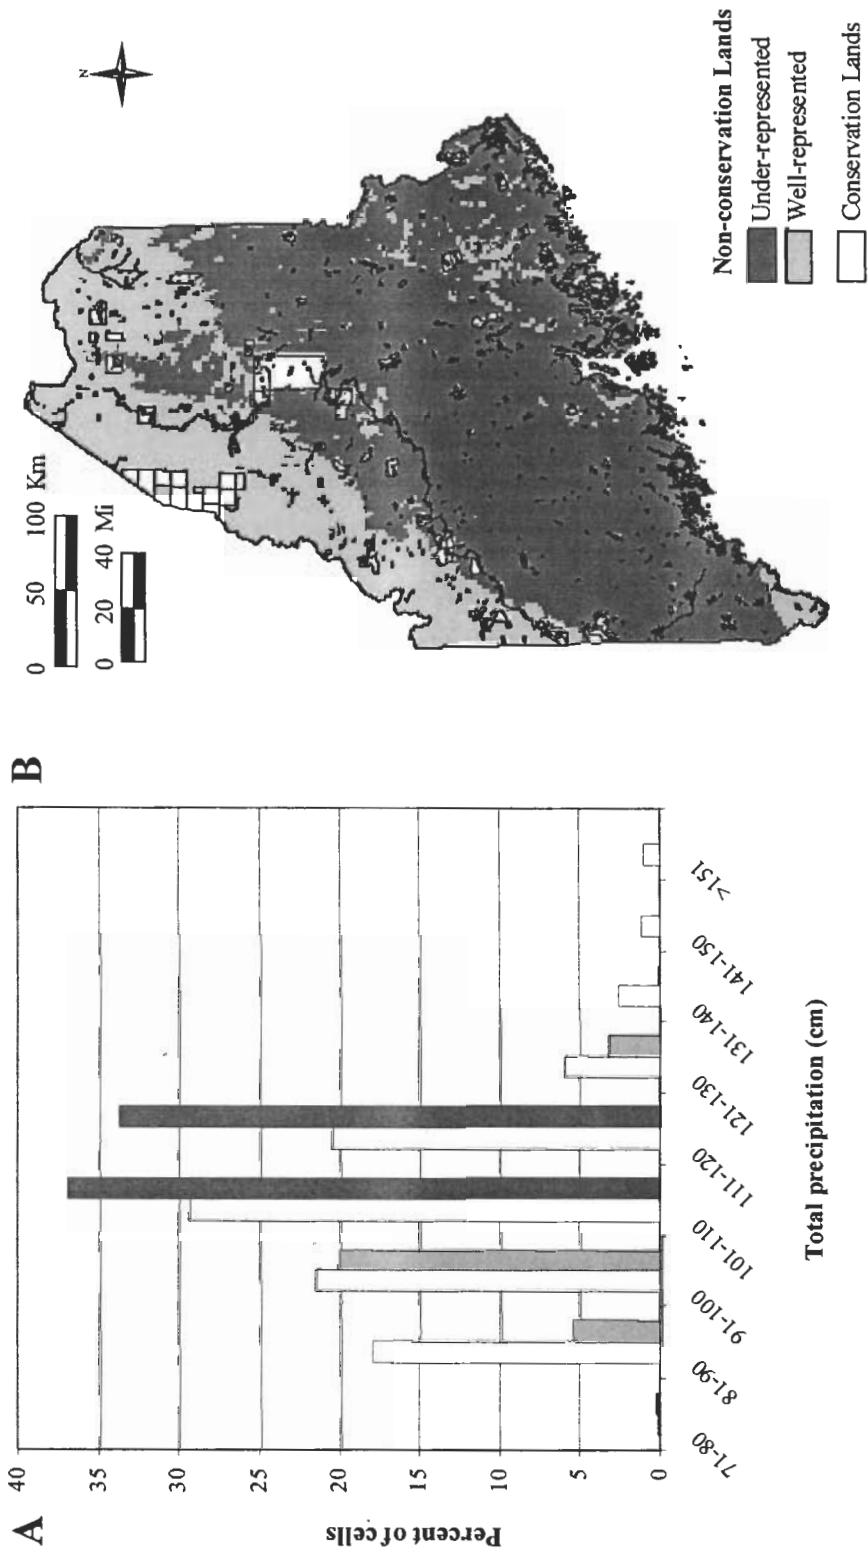 A
40
35
30
25
20
15
10
5
0
Percent of cells
71-80
81-90
91-100
101-110
111-120
121-130
131-140
141-150
>151
Total precipitation (cm)
B
0 50 100 Km
0 20 40 Mi
N
Non-conservation Lands
Under-represented
Well-represented
Conservation Lands